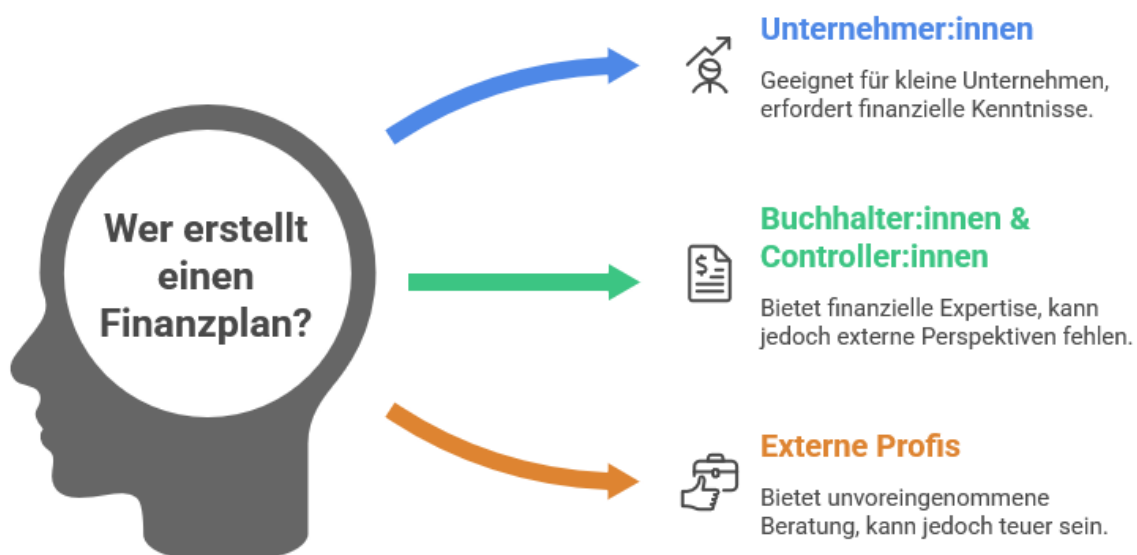 Wer erstellt
einen
Finanzplan?
Unternehmer:innen
Geeignet für kleine Unternehmen,
erfordert finanzielle Kenntnisse.
Buchhalter:innen &
Controller:innen
$
Bietet finanzielle Expertise, kann
jedoch externe Perspektiven fehlen.
Externe Profis
Bietet unvoreingenommene
Beratung, kann jedoch teuer sein.